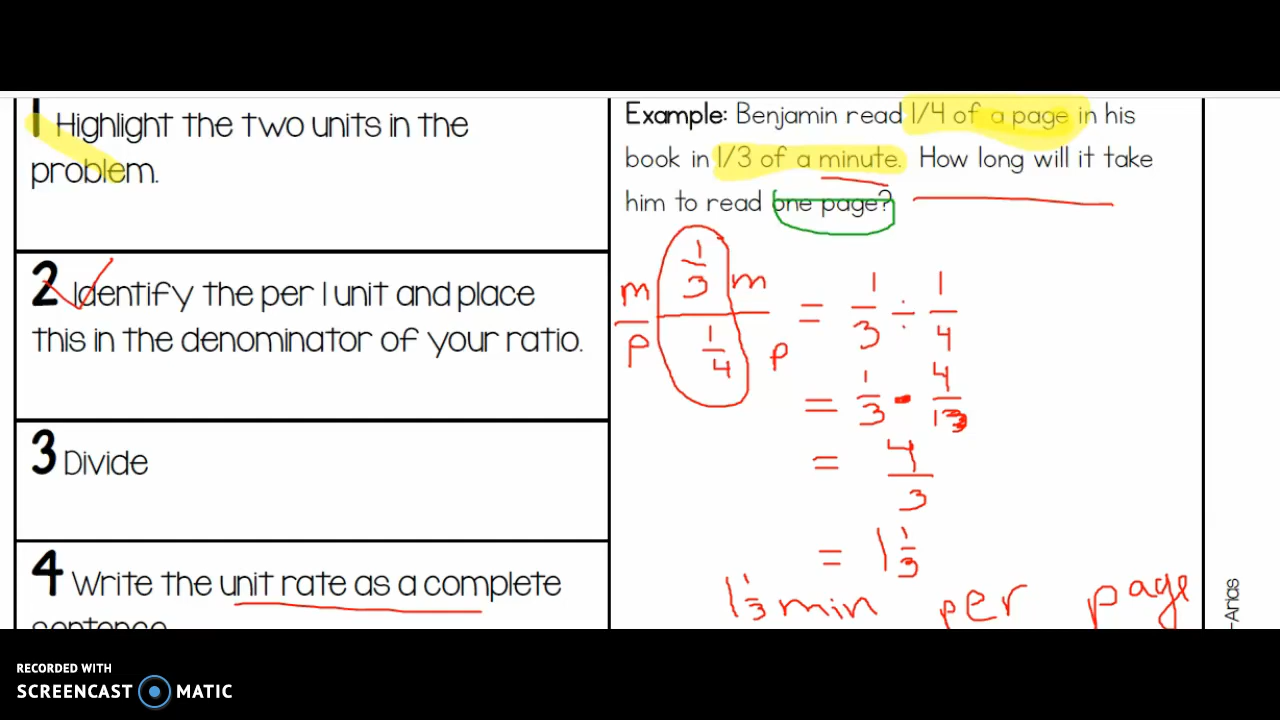 1 Highlight the two units in the
problem.
2 Identify the per 1 unit and place
this in the denominator of your ratio.
3 Divide
4 Write the unit rate as a complete
sentence
Example: Benjamin read 1/4 of a page in his
book in 1/3 of a minute. How long will it take
him to read one page?
m/p 1/3 m / 1/4 p = 1/3 ÷ 1/4
= 1/3 · 4/1
= 4/3
= 1 1/3
1 1/3 min per page
-Arias
RECORDED WITH
SCREENCAST MATIC